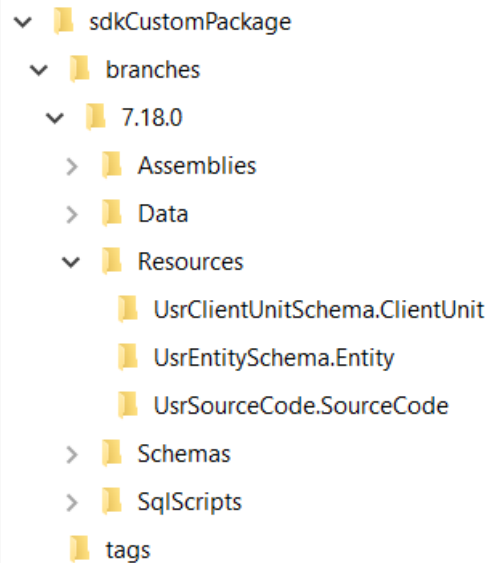 sdkCustomPackage
branches
7.18.0
Assemblies
Data
Resources
UsrClientUnitSchema.ClientUnit
UsrEntitySchema.Entity
UsrSourceCode.SourceCode
Schemas
SqlScripts
tags